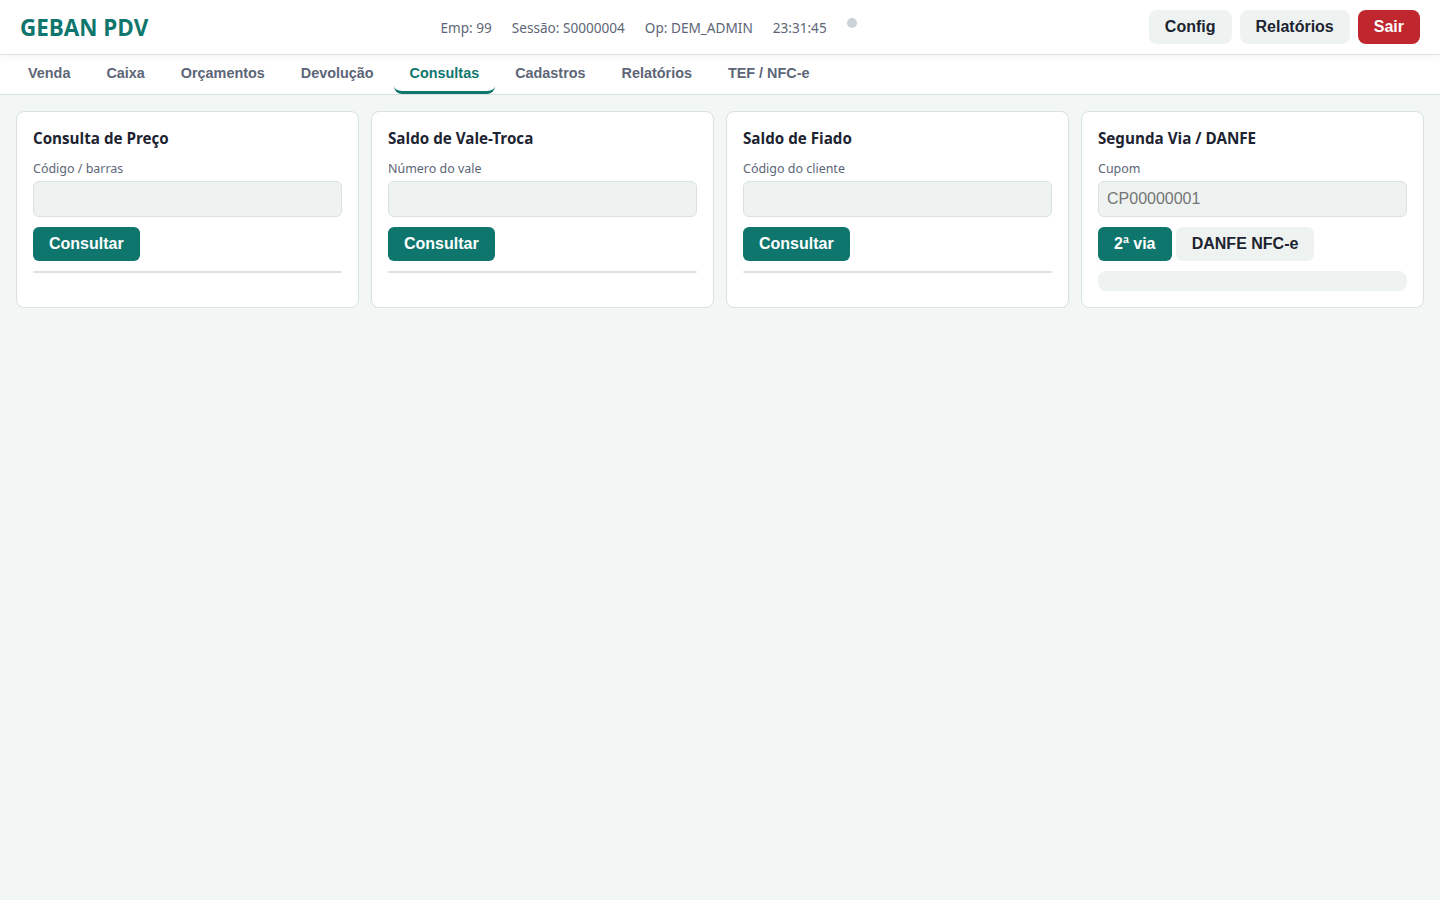 GEBAN PDV
Emp: 99 Sessão: S0000004 Op: DEM_ADMIN 23:31:45
Config Relatórios Sair
Venda Caixa Orçamentos Devolução Consultas Cadastros Relatórios TEF / NFC-e
Consulta de Preço
Código / barras
Consultar
Saldo de Vale-Troca
Número do vale
Consultar
Saldo de Fiado
Código do cliente
Consultar
Segunda Via / DANFE
Cupom
CP00000001
2ª via DANFE NFC-e